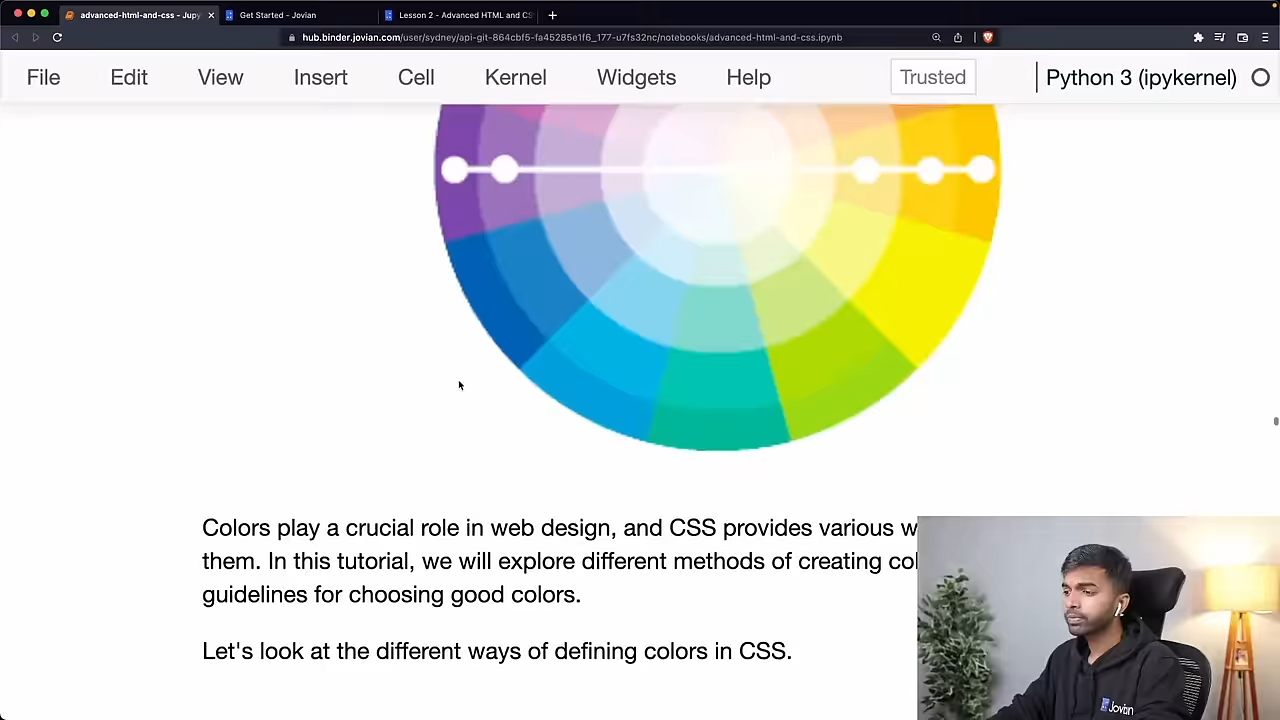 advanced-html-and-css - Jupy
Get Started - Jovian
Lesson 2 - Advanced HTML and CS
hub.binder.jovian.com/user/sydney/api-git-864cbf5-fa45285e1f6_177-u7fs32nc/notebooks/advanced-html-and-css.ipynb
File Edit View Insert Cell Kernel Widgets Help Trusted Python 3 (ipykernel)
Colors play a crucial role in web design, and CSS provides various w
them. In this tutorial, we will explore different methods of creating col
guidelines for choosing good colors.
Let's look at the different ways of defining colors in CSS.
Jovian